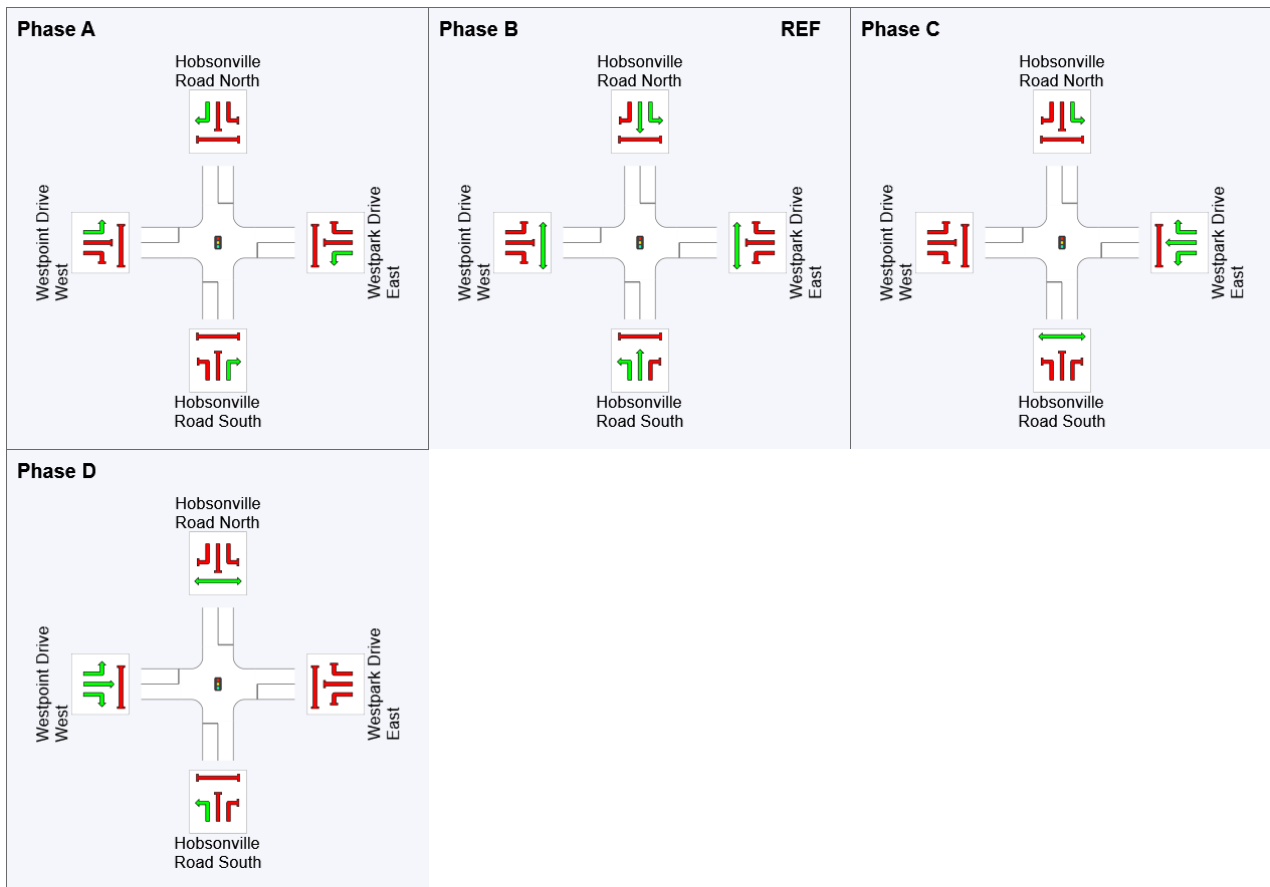 Phase A
Hobsonville
Road North
Westpoint Drive
West
Westpark Drive
East
Hobsonville
Road South
Phase B
REF
Hobsonville
Road North
Westpoint Drive
West
Westpark Drive
East
Hobsonville
Road South
Phase C
Hobsonville
Road North
Westpoint Drive
West
Westpark Drive
East
Hobsonville
Road South
Phase D
Hobsonville
Road North
Westpoint Drive
West
Westpark Drive
East
Hobsonville
Road South